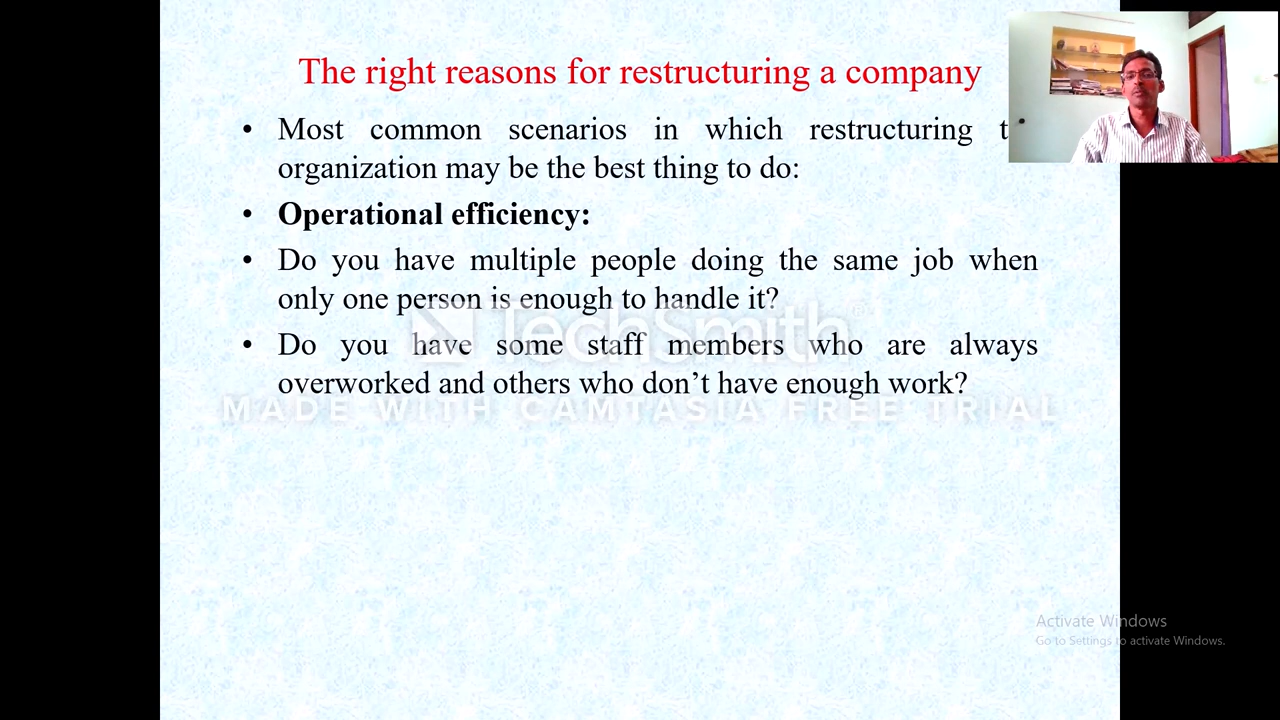 The right reasons for restructuring a company
• Most common scenarios in which restructuring
organization may be the best thing to do:
• Operational efficiency:
• Do you have multiple people doing the same job when
only one person is enough to handle it?
TechSmith
• Do you have some staff members who are always
overworked and others who don’t have enough work?
MADE WITH CAMTASIA FREE TRIAL
Activate Windows
Go to Settings to activate Windows.